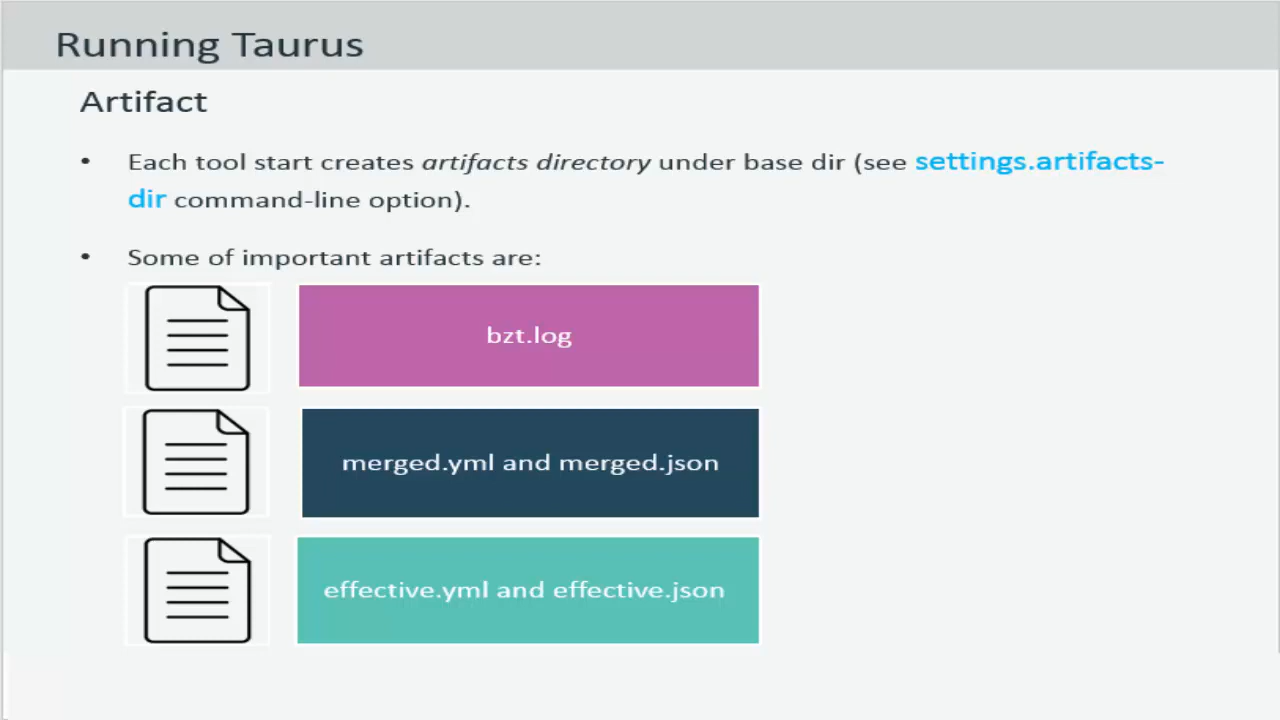 Running Taurus
Artifact
• Each tool start creates artifacts directory under base dir (see settings.artifacts-
dir command-line option).
• Some of important artifacts are:
bzt.log
merged.yml and merged.json
effective.yml and effective.json